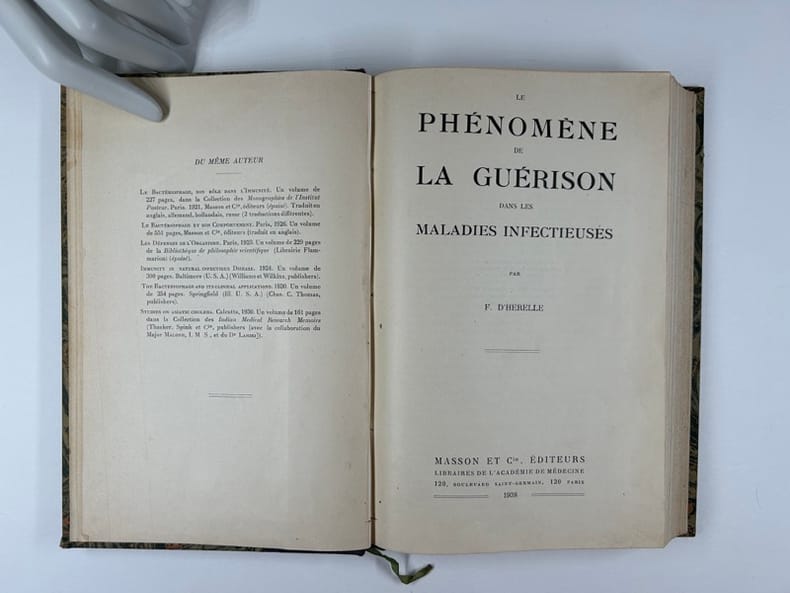 DU MÊME AUTEUR
LE BACTÉRIOPHAGE, SON RÔLE DANS L'IMMUNITÉ. Un volume de
227 pages, dans la Collection des Monographies de l'Institut
Pasteur. Paris. 1921, Masson et Cie, éditeurs (épuisé). Traduit en
anglais, allemand, hollandais, russe (2 traductions différentes).
LE BACTÉRIOPHAGE ET SON COMPORTEMENT. Paris, 1926. Un volume
de 551 pages, Masson et Cie, éditeurs (traduit en anglais).
LES DÉFENSES DE L'ORGANISME. Paris, 1923. Un volume de 229 pages
de la Bibliothèque de philosophie scientifique (Librairie Flam-
marion) (épuisé).
IMMUNITY IN NATURAL INFECTIOUS DISEASE. 1924. Un volume de
300 pages. Baltimore (U. S. A.) (Williams et Wilkins, publishers).
THE BACTERIOPHAGE AND ITS CLINICAL APPLICATIONS. 1930. Un volume
de 254 pages. Springfield (Ill. U. S. A.) (Chas. C. Thomas,
publishers).
STUDIES ON ASIATIC CHOLERA. Calcutta, 1930. Un volume de 161 pages
dans la Collection des Indian Medical Research Memoirs
(Thacker. Spink et Cie, publishers [avec la collaboration du
Major MALONE, I. M S., et du Dr LAHIRI]).
LE
PHÉNOMÈNE
DE
LA GUÉRISON
DANS LES
MALADIES INFECTIEUSES
PAR
F. D'HERELLE
MASSON ET Cie, ÉDITEURS
LIBRAIRES DE L'ACADÉMIE DE MÉDECINE
120, BOULEVARD SAINT-GERMAIN, 120 PARIS
1938